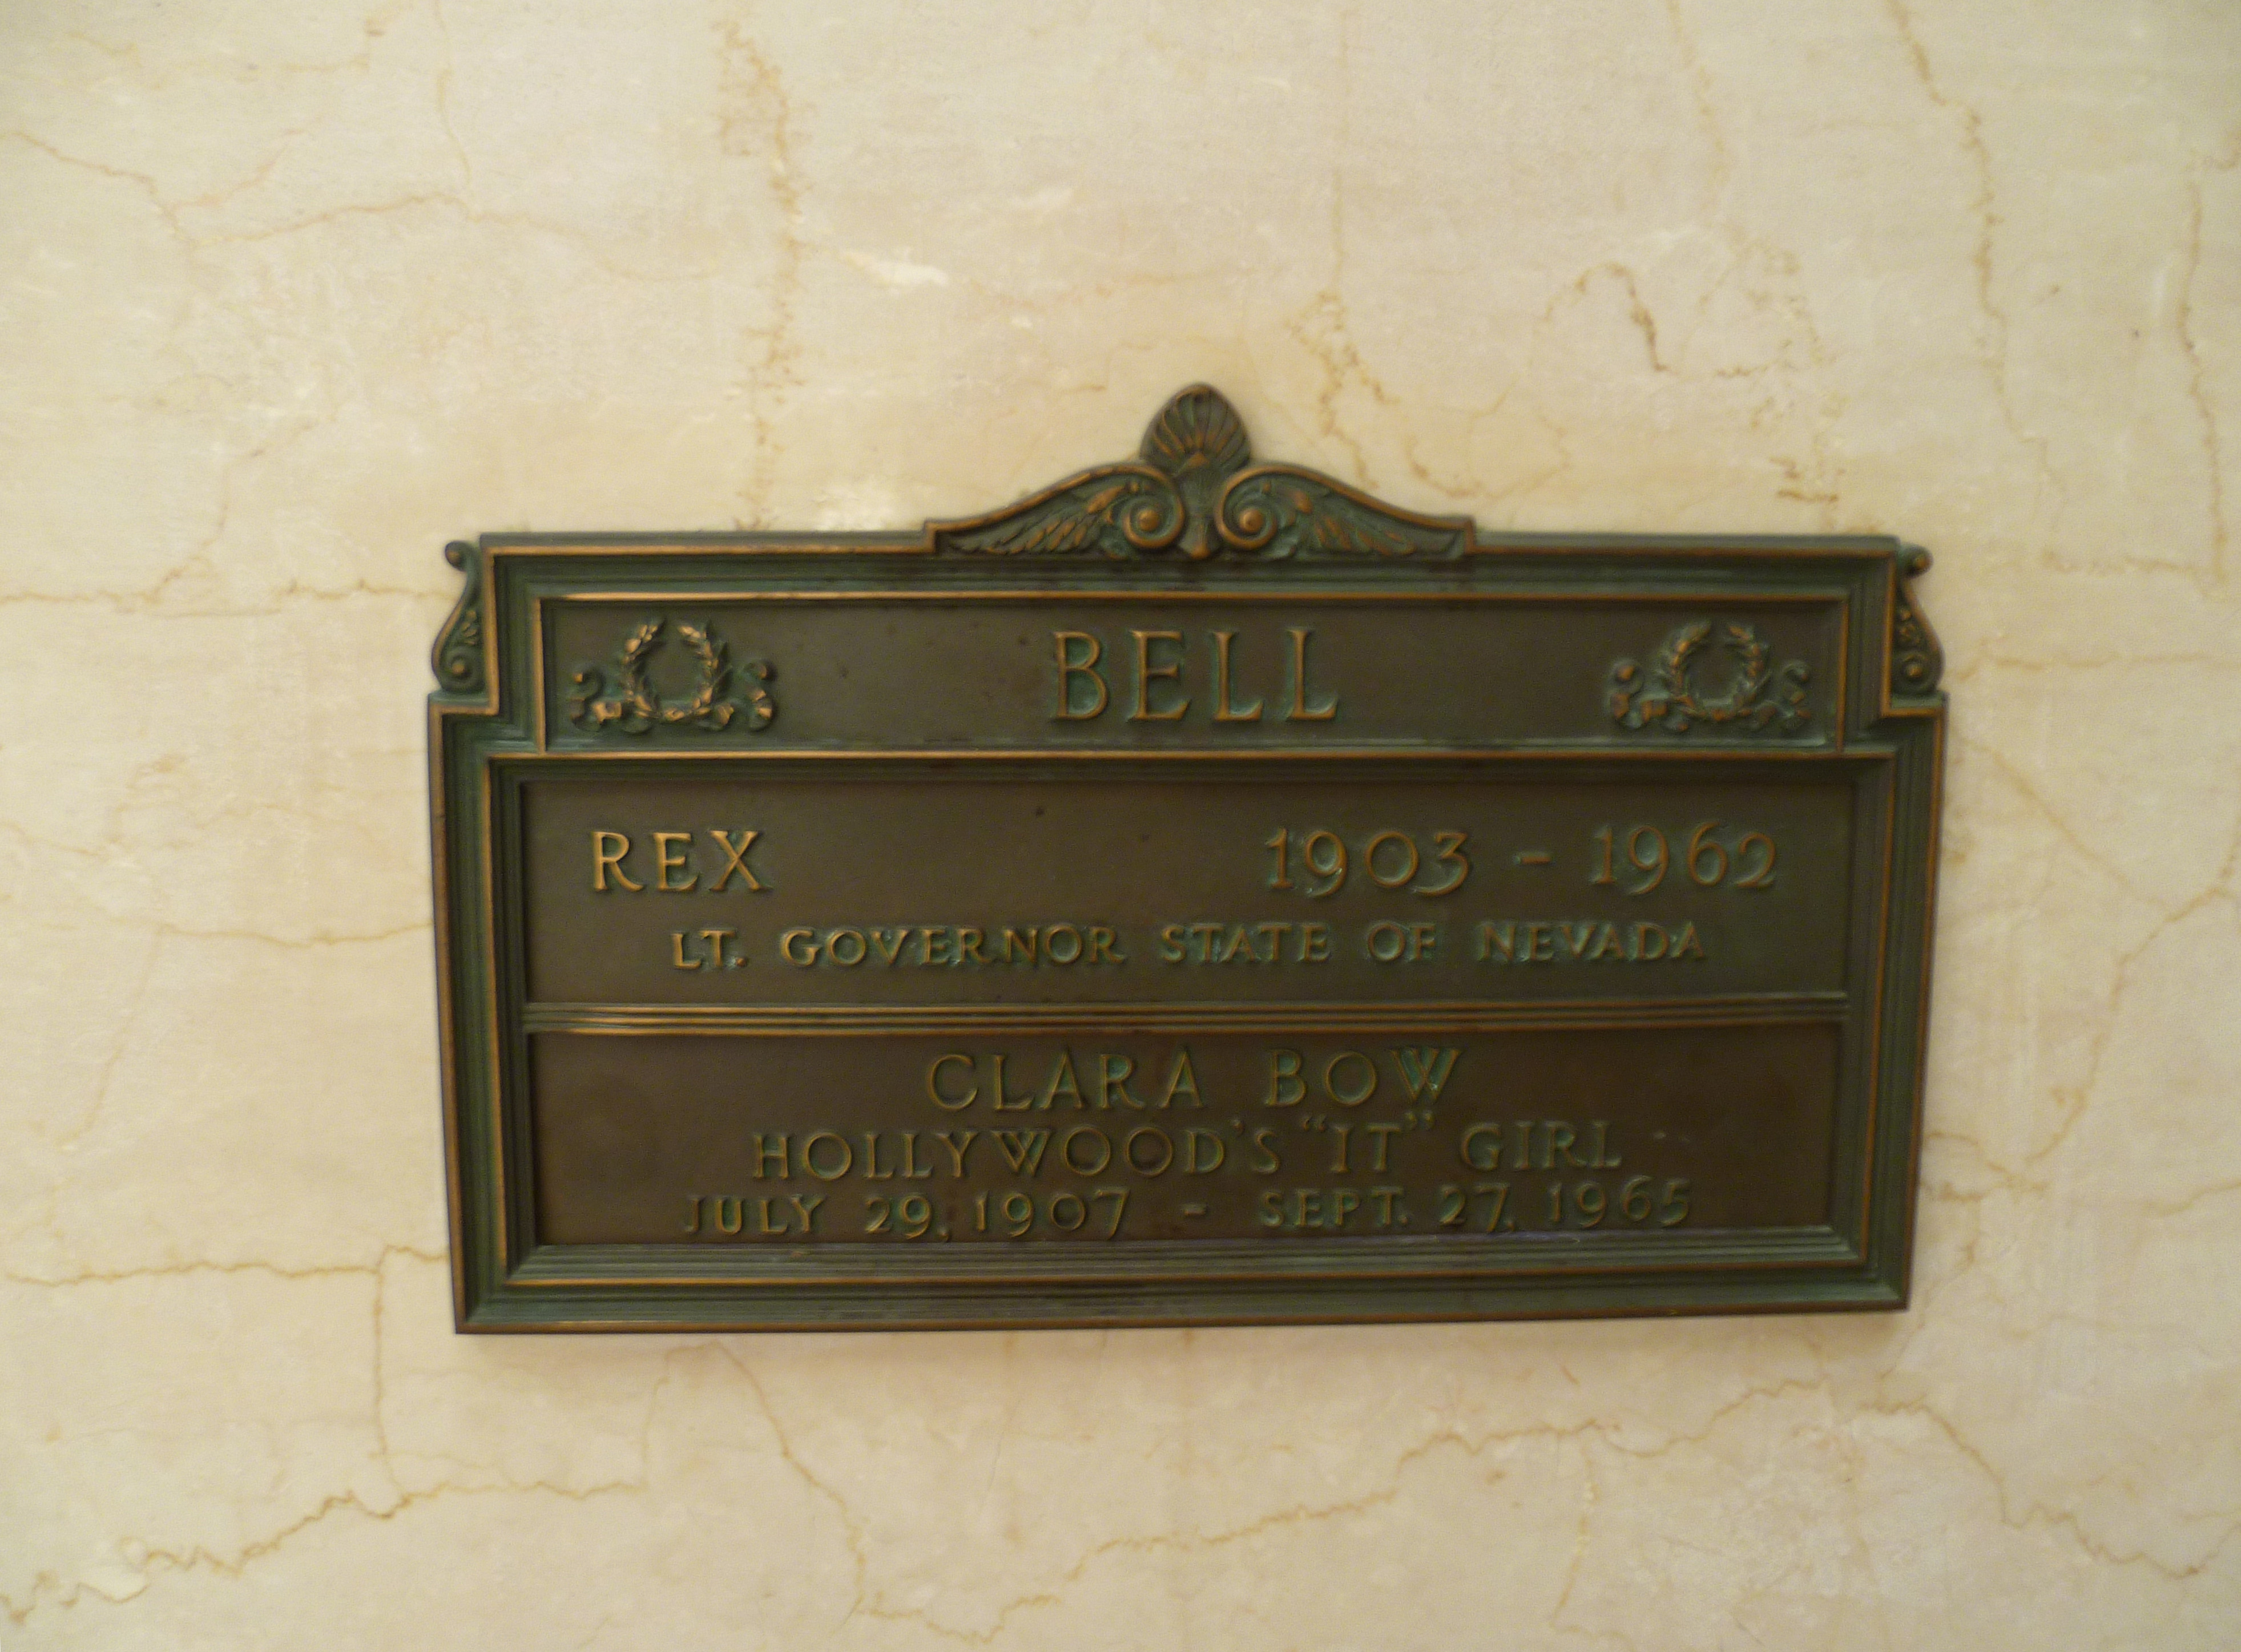 BELL
REX 1903 - 1962
LT. GOVERNOR STATE OF NEVADA
CLARA BOW
HOLLYWOOD'S "IT" GIRL
JULY 29, 1907 - SEPT. 27, 1965